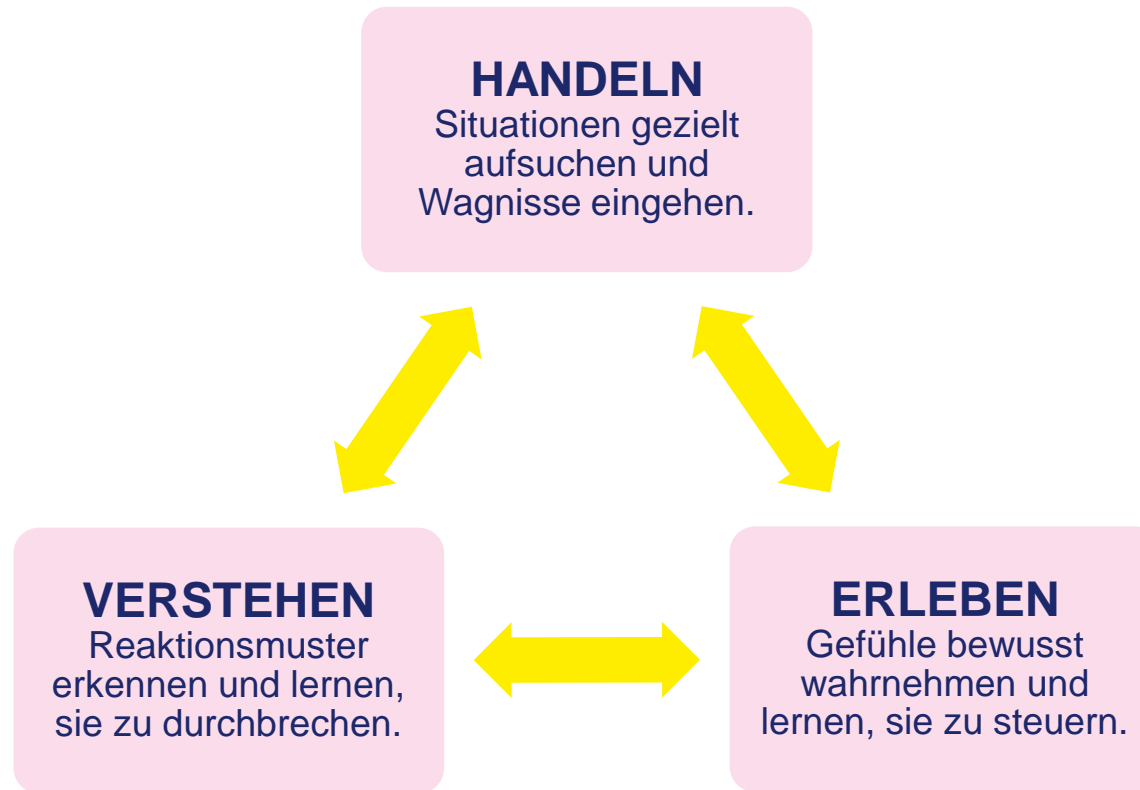 HANDELN
Situationen gezielt
aufsuchen und
Wagnisse eingehen.
VERSTEHEN
Reaktionsmuster
erkennen und lernen,
sie zu durchbrechen.
ERLEBEN
Gefühle bewusst
wahrnehmen und
lernen, sie zu steuern.